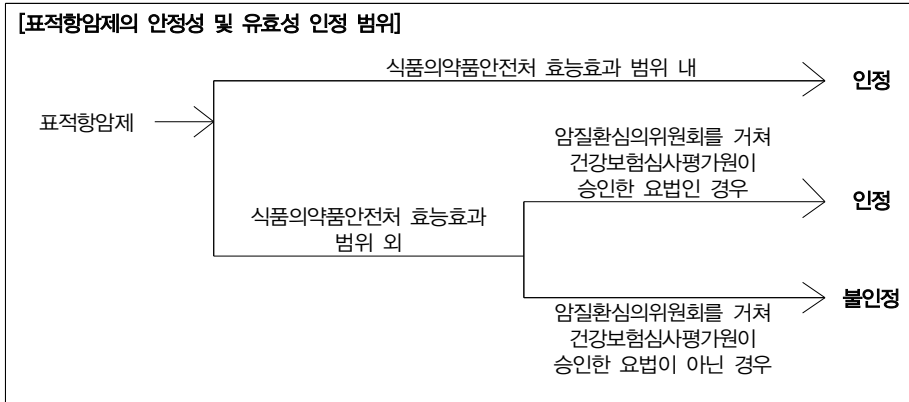 [표적항암제의 안정성 및 유효성 인정 범위]
식품의약품안전처 효능효과 범위 내
인정
표적항암제
암질환심의위원회를 거쳐
건강보험심사평가원이
승인한 요법인 경우
인정
식품의약품안전처 효능효과
범위 외
불인정
암질환심의위원회를 거쳐
건강보험심사평가원이
승인한 요법이 아닌 경우